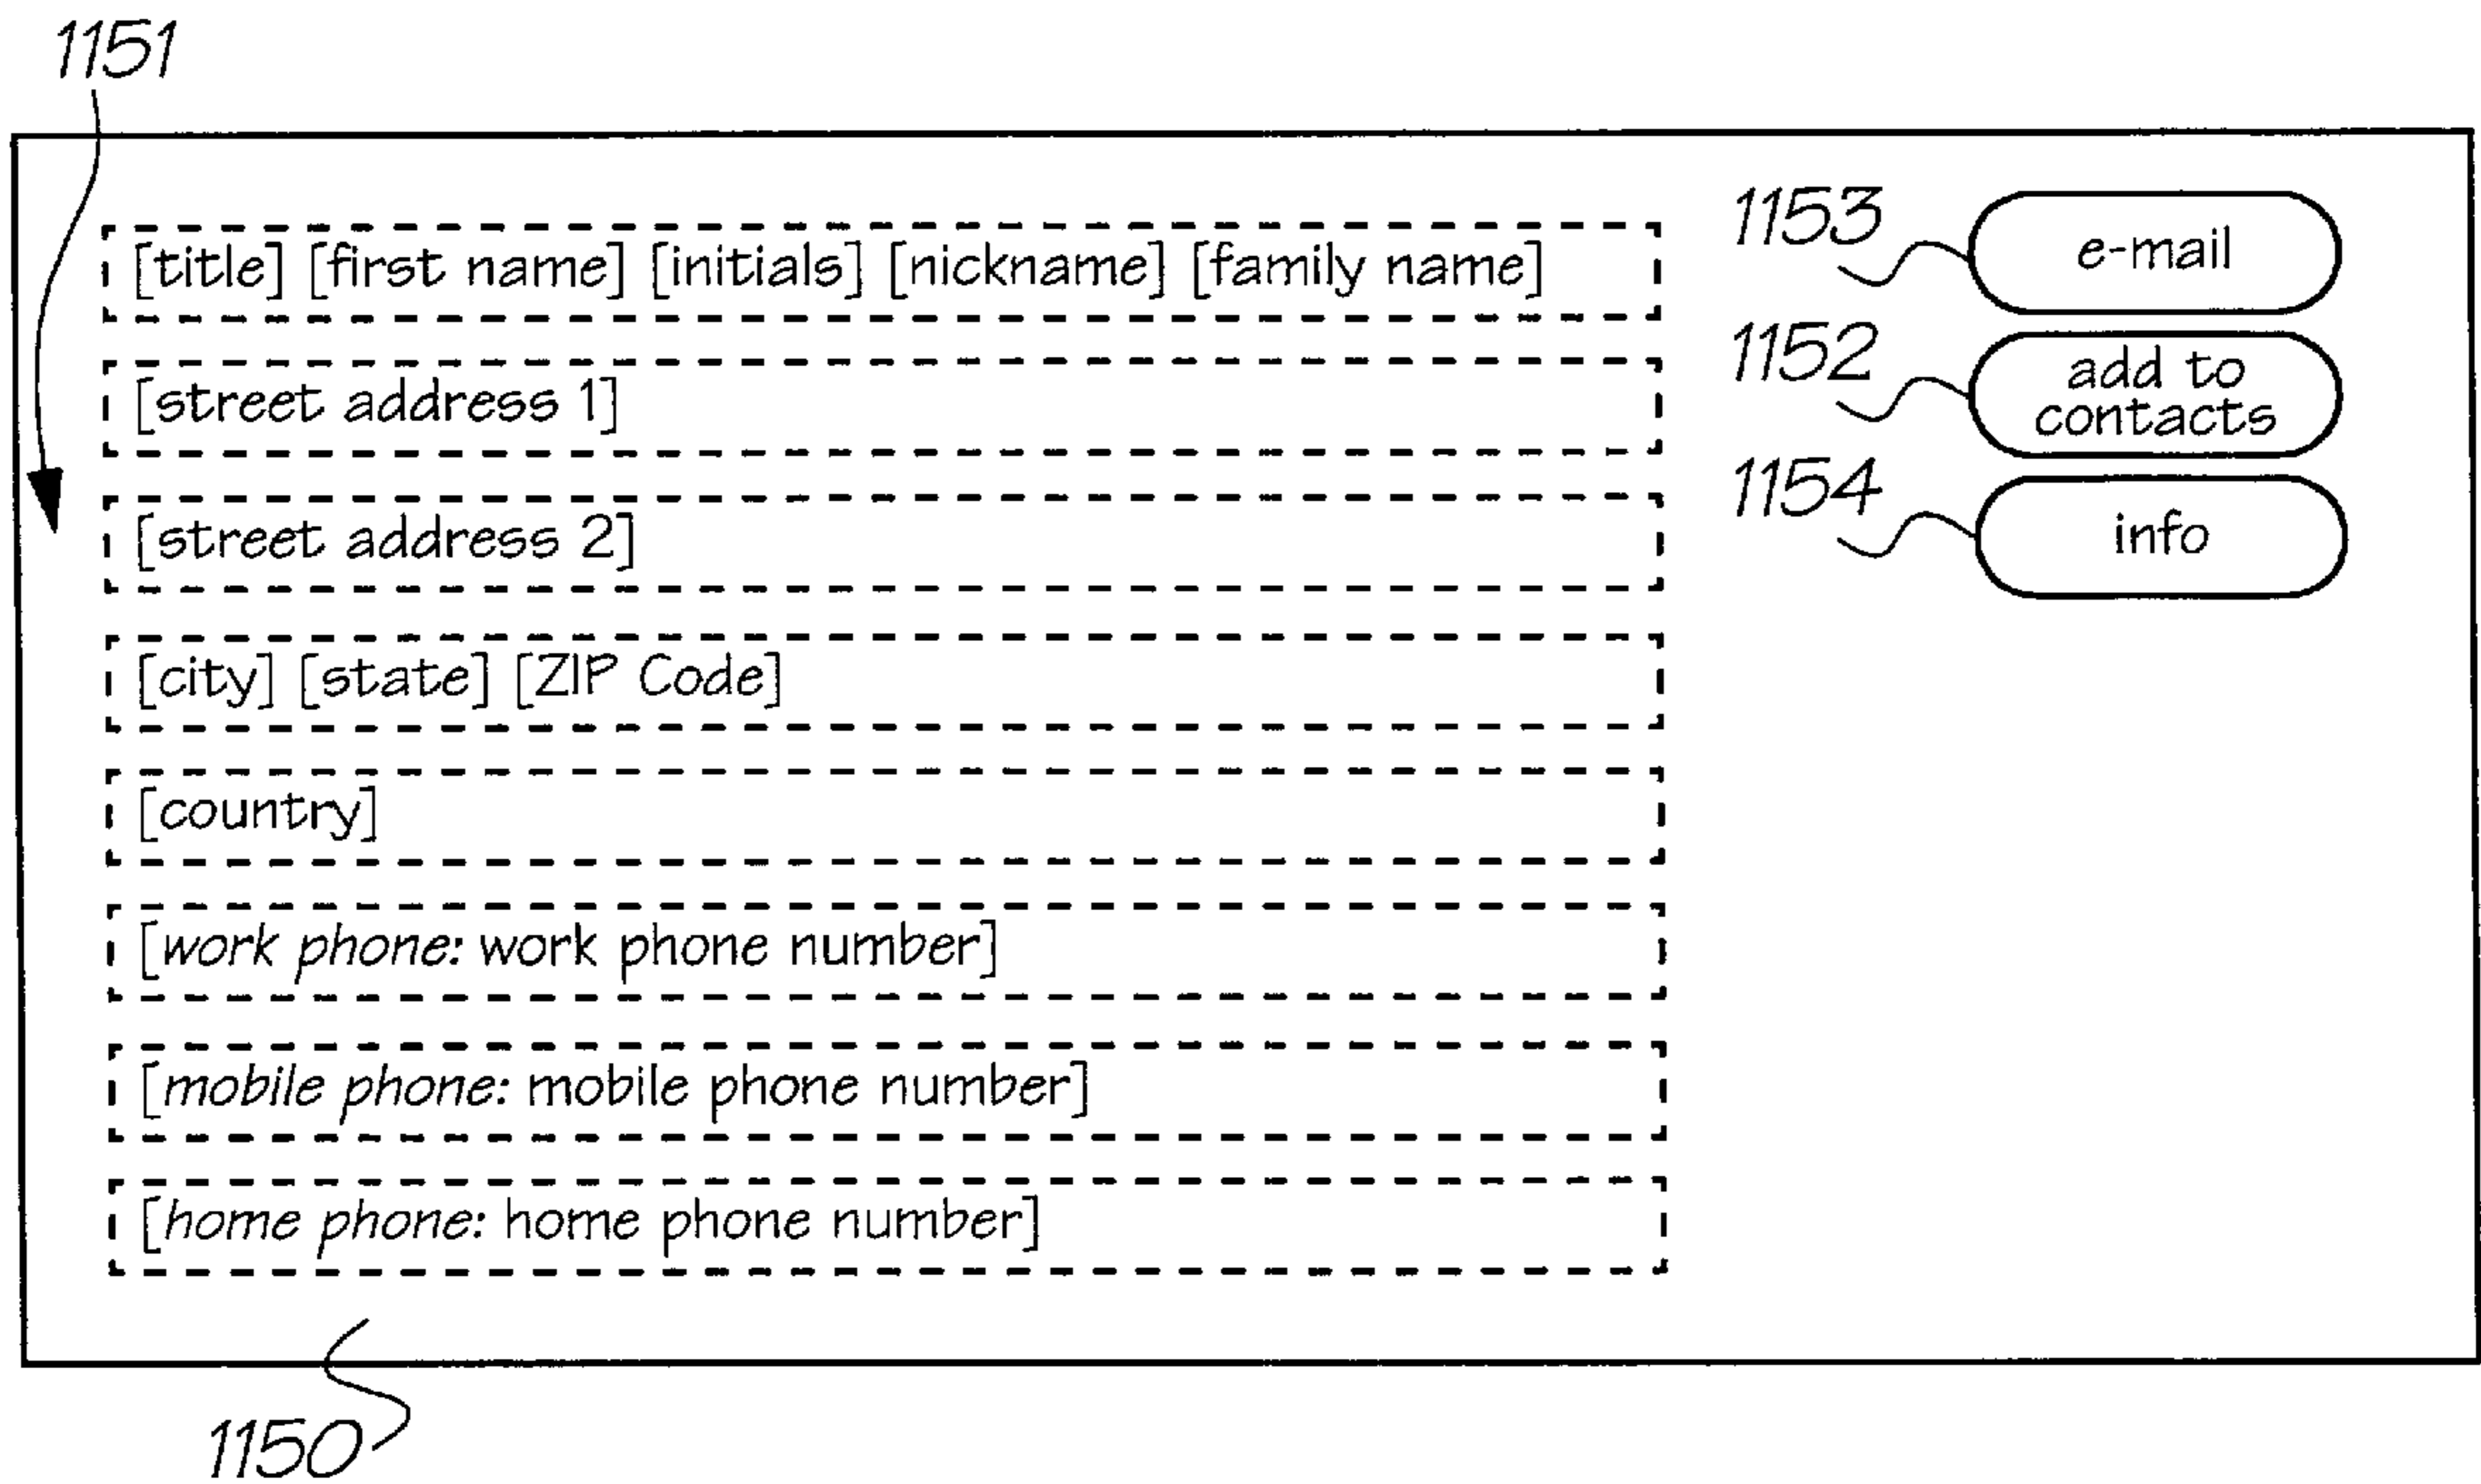 1151
[title] [first name] [initials] [nickname] [family name]
[street address 1]
[street address 2]
[city] [state] [ZIP Code]
[country]
[work phone: work phone number]
[mobile phone: mobile phone number]
[home phone: home phone number]
1153
e-mail
1152
add to
contacts
1154
info
1150